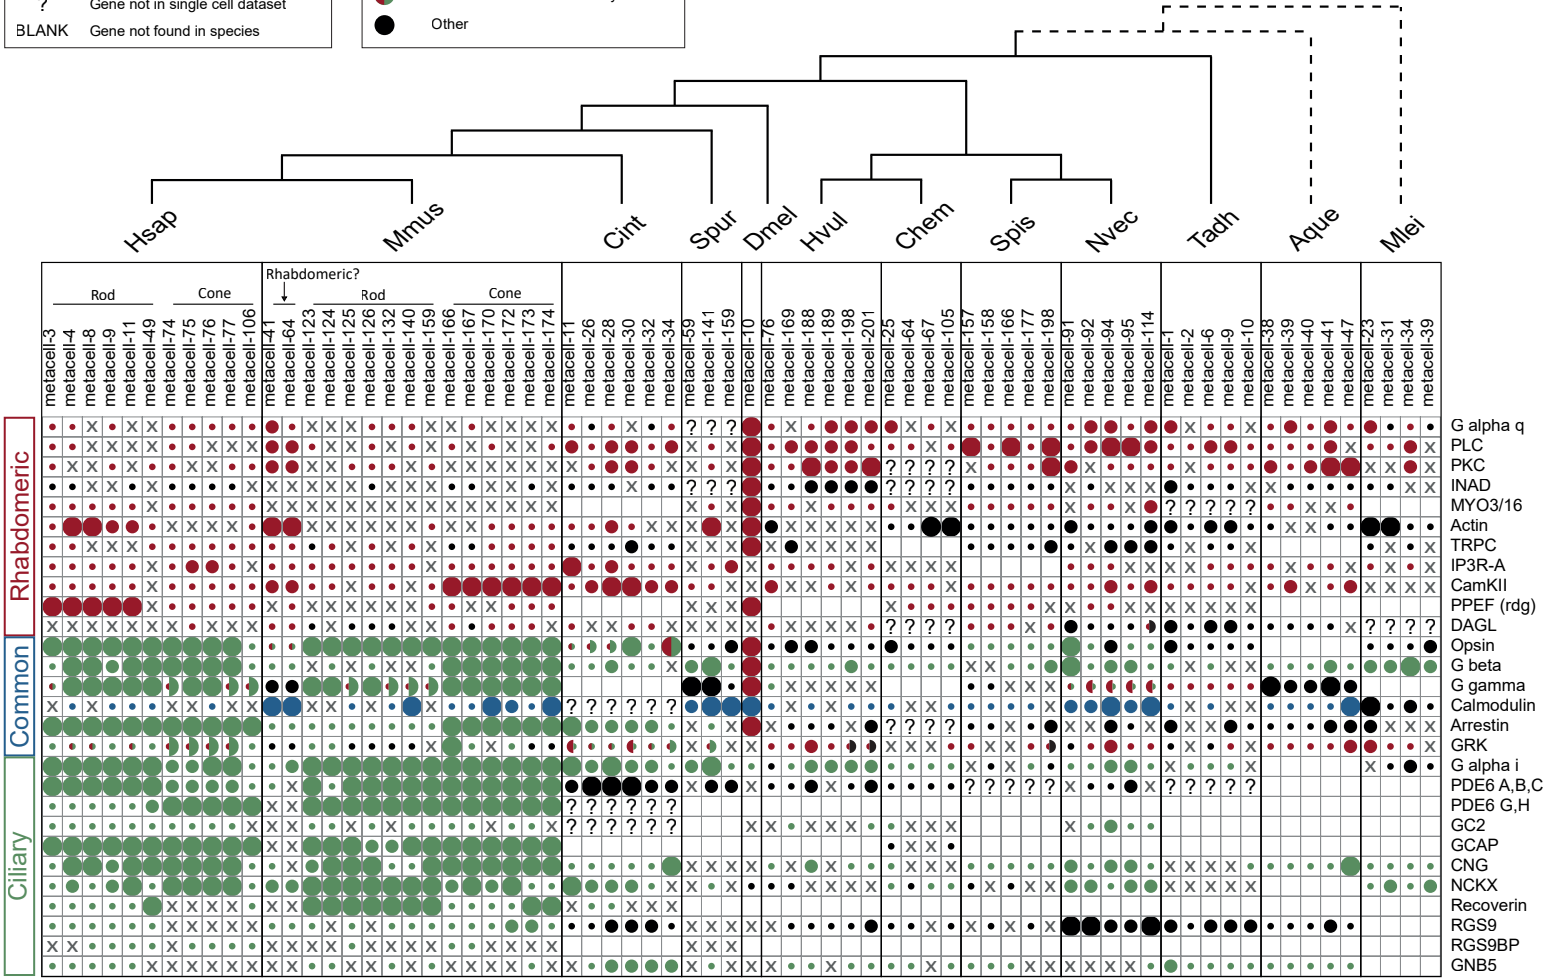 ? Gene not in single cell dataset
BLANK Gene not found in species
Other
Hsap
Mmus
Cint
Spur
Dmel
Hvul
Chem
Spis
Nvec
Tadh
Aque
Mlei
Rhabdomeric?
Rod
Cone
Rod
Cone
metacell-3
metacell-4
metacell-8
metacell-9
metacell-11
metacell-49
metacell-74
metacell-75
metacell-76
metacell-77
metacell-106
metacell-41
metacell-64
metacell-123
metacell-124
metacell-125
metacell-126
metacell-132
metacell-140
metacell-159
metacell-166
metacell-167
metacell-170
metacell-172
metacell-173
metacell-174
metacell-11
metacell-26
metacell-28
metacell-30
metacell-32
metacell-34
metacell-59
metacell-141
metacell-159
metacell-10
metacell-76
metacell-169
metacell-188
metacell-189
metacell-198
metacell-201
metacell-25
metacell-64
metacell-67
metacell-105
metacell-157
metacell-158
metacell-166
metacell-177
metacell-198
metacell-91
metacell-92
metacell-94
metacell-95
metacell-114
metacell-1
metacell-2
metacell-6
metacell-9
metacell-10
metacell-38
metacell-39
metacell-40
metacell-41
metacell-47
metacell-23
metacell-31
metacell-34
metacell-39
Rhabdomeric
G alpha q
PLC
PKC
INAD
MYO3/16
Actin
TRPC
IP3R-A
CamKII
PPEF (rdg)
DAGL
Common
Opsin
G beta
G gamma
Calmodulin
Arrestin
GRK
Ciliary
G alpha i
PDE6 A,B,C
PDE6 G,H
GC2
GCAP
CNG
NCKX
Recoverin
RGS9
RGS9BP
GNB5